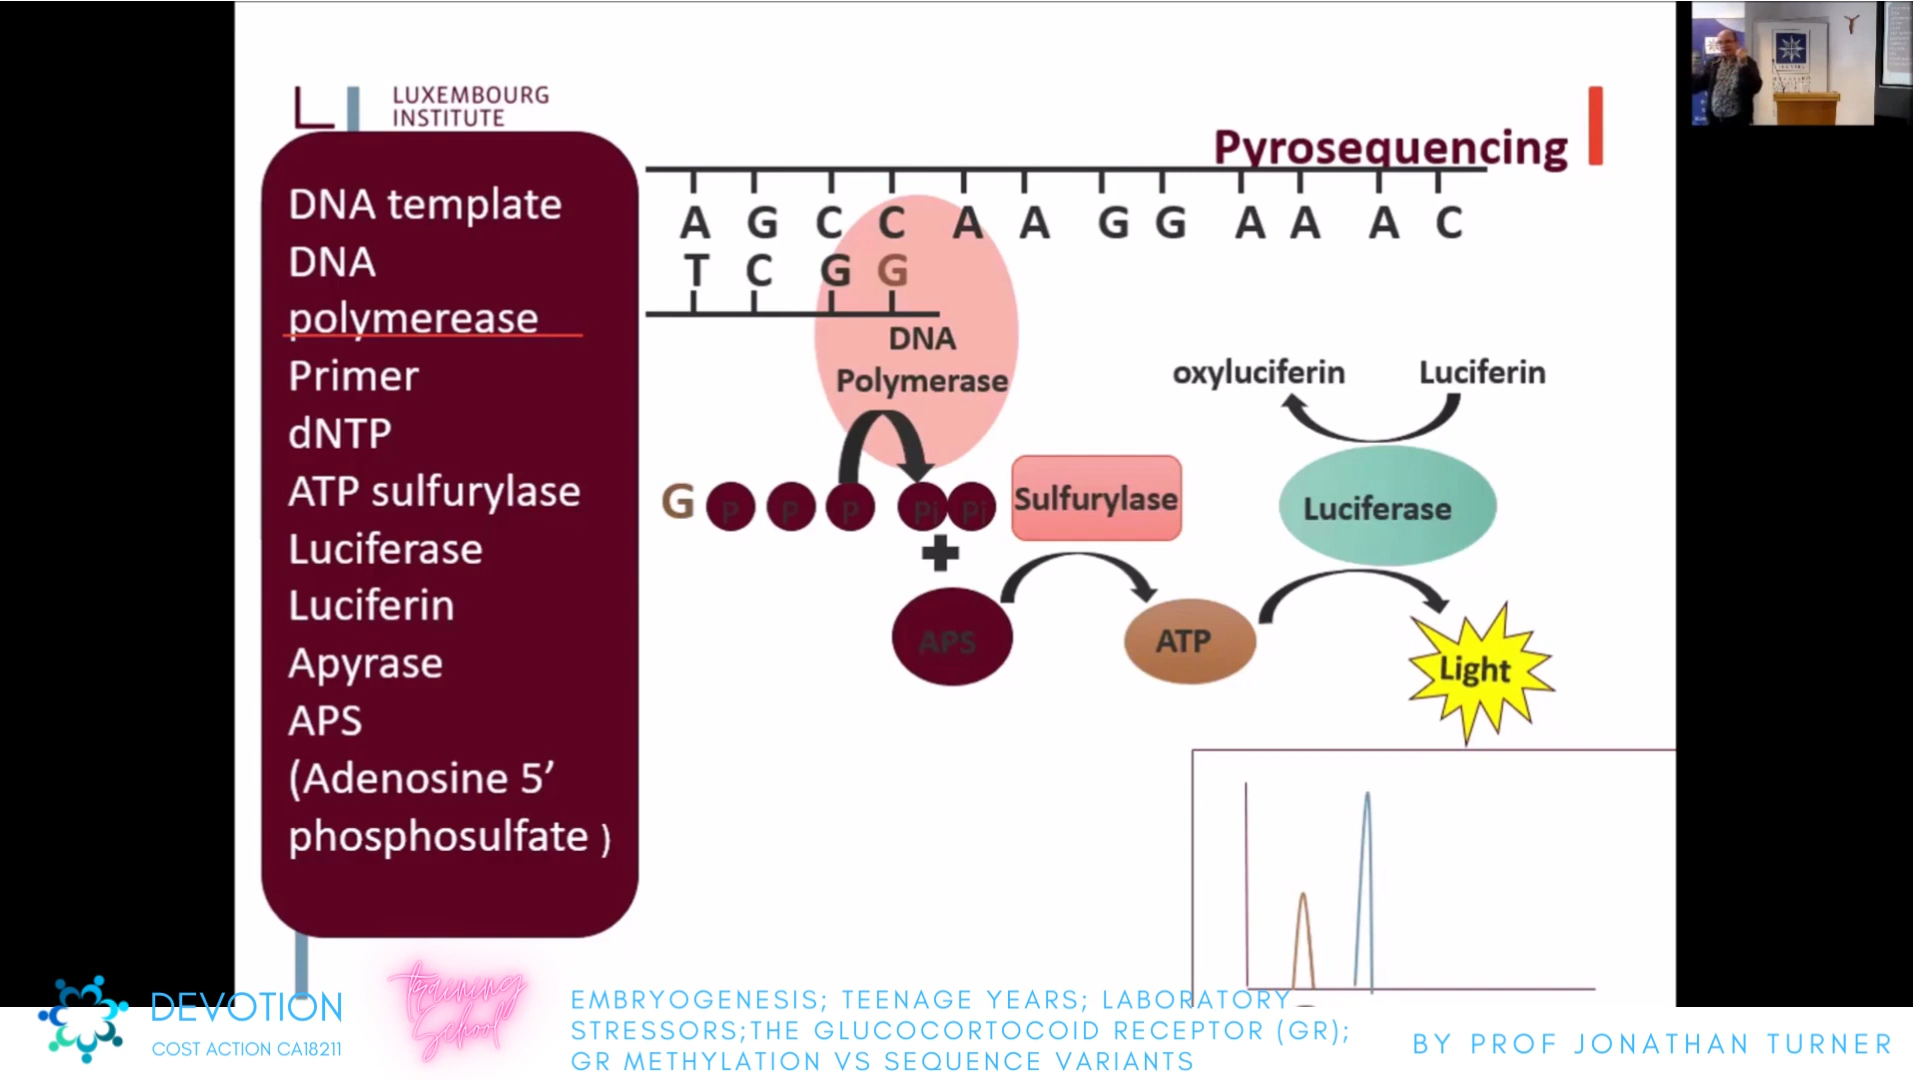 LUXEMBOURG
INSTITUTE
Pyrosequencing
DNA template
DNA
polymerease
Primer
dNTP
ATP sulfurylase
Luciferase
Luciferin
Apyrase
APS
(Adenosine 5’
phosphosulfate )
A G C C A A G G A A A C
T C G G
DNA
Polymerase
oxyluciferin Luciferin
G P P P Pi Pi
Sulfurylase
Luciferase
APS
ATP
Light
DEVOTION
COST ACTION CA18211
Training
School
EMBRYOGENESIS; TEENAGE YEARS; LABORATORY
STRESSORS;THE GLUCOCORTOCOID RECEPTOR (GR);
GR METHYLATION VS SEQUENCE VARIANTS
BY PROF JONATHAN TURNER